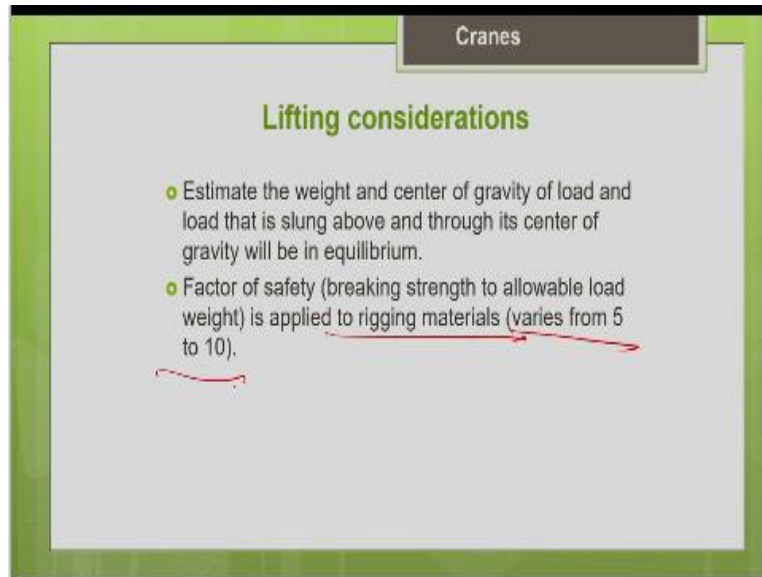 Cranes
Lifting considerations
Estimate the weight and center of gravity of load and
load that is slung above and through its center of
gravity will be in equilibrium.
Factor of safety (breaking strength to allowable load
weight) is applied to rigging materials (varies from 5
to 10).